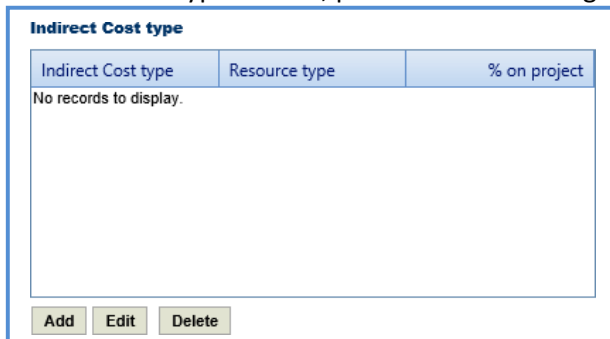 Indirect Cost type
Indirect Cost type Resource type % on project
No records to display.
Add Edit Delete